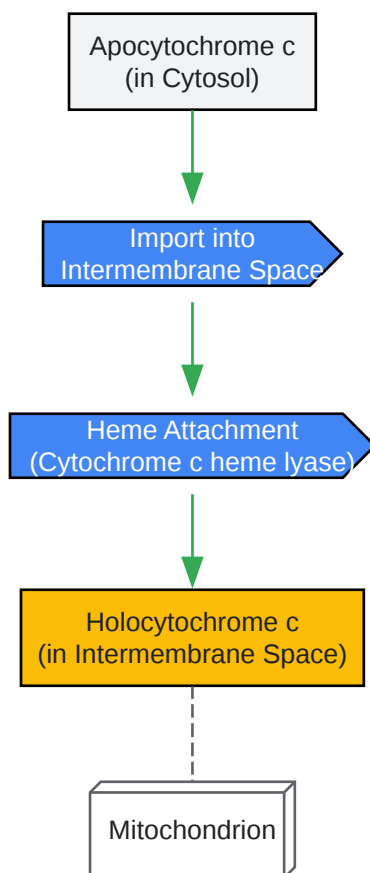 Apocytochrome c
(in Cytosol)
Import into
Intermembrane Space
Heme Attachment
(Cytochrome c heme lyase)
Holocytochrome c
(in Intermembrane Space)
Mitochondrion